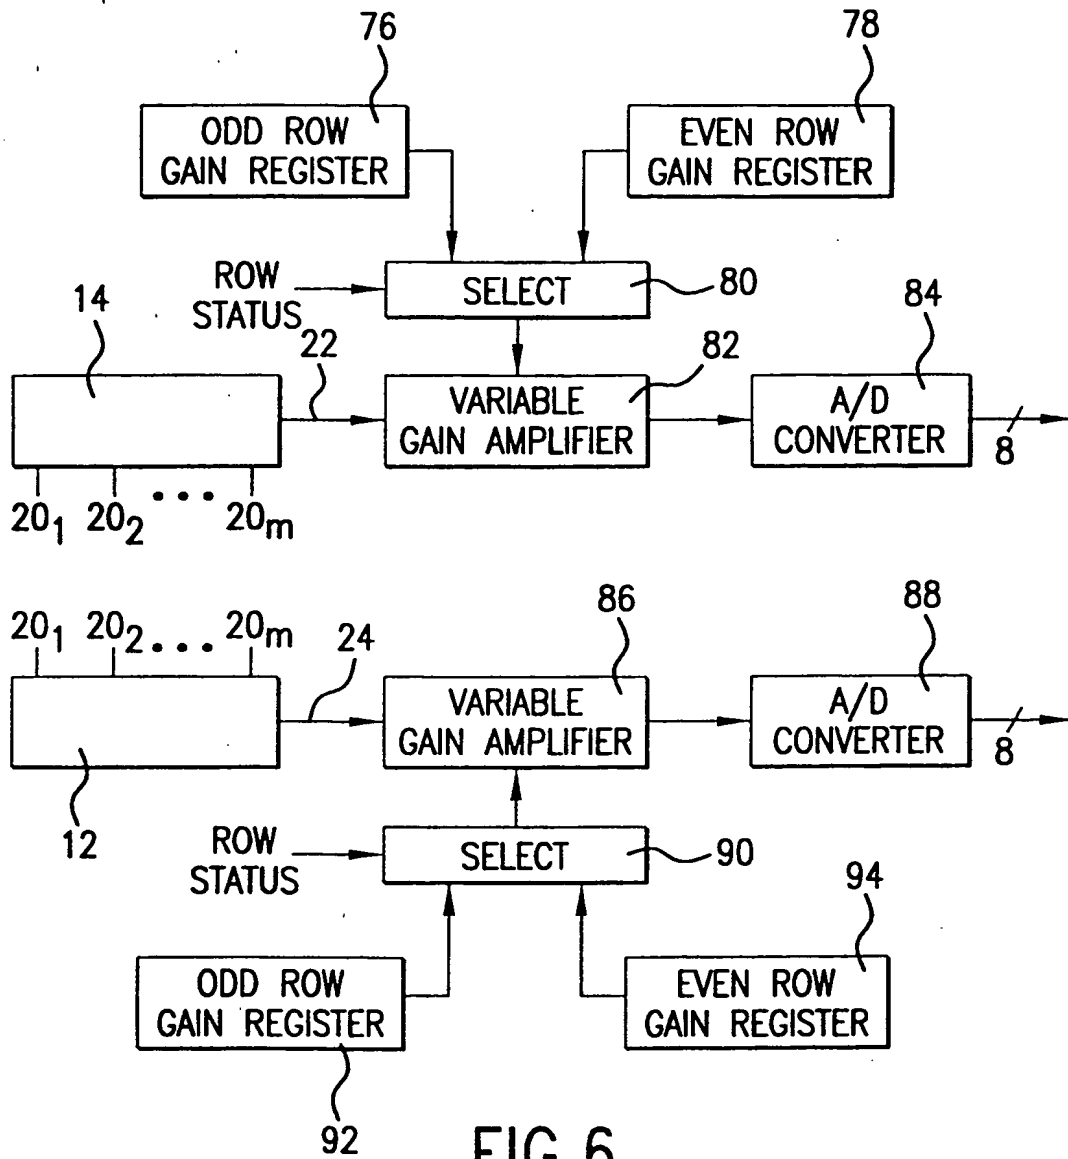 76
78
ODD ROW
GAIN REGISTER
EVEN ROW
GAIN REGISTER
ROW
STATUS
SELECT
80
14
22
82
84
VARIABLE
GAIN AMPLIFIER
A/D
CONVERTER
8
20₁ 20₂ ••• 20ₘ
20₁ 20₂ ••• 20ₘ
24
86
88
VARIABLE
GAIN AMPLIFIER
A/D
CONVERTER
8
12
ROW
STATUS
SELECT
90
94
ODD ROW
GAIN REGISTER
EVEN ROW
GAIN REGISTER
92
FIG. 6